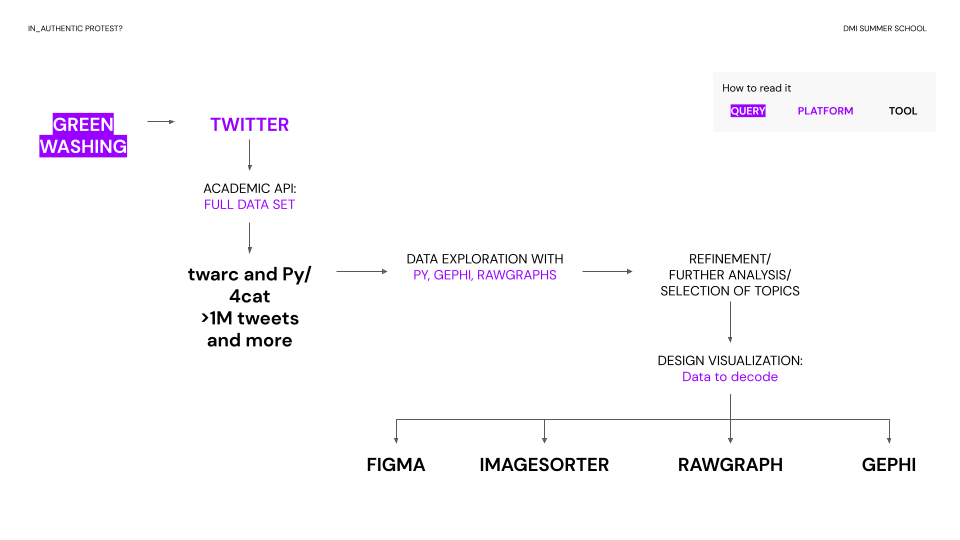 IN_AUTHENTIC PROTEST?
DMI SUMMER SCHOOL
How to read it
QUERY
PLATFORM
TOOL
GREEN
WASHING
TWITTER
ACADEMIC API:
FULL DATA SET
twarc and Py/
4cat
>1M tweets
and more
DATA EXPLORATION WITH
PY, GEPHI, RAWGRAPHS
REFINEMENT/
FURTHER ANALYSIS/
SELECTION OF TOPICS
DESIGN VISUALIZATION:
Data to decode
FIGMA
IMAGESORTER
RAWGRAPH
GEPHI